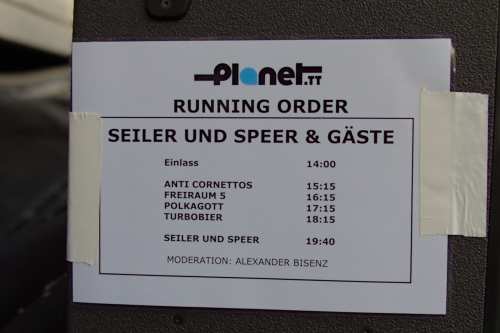 Planet.TT
RUNNING ORDER
SEILER UND SPEER & GÄSTE
Einlass 14:00
ANTI CORNETTOS 15:15
FREIRAUM 5 16:15
POLKAGOTT 17:15
TURBOBIER 18:15
SEILER UND SPEER 19:40
MODERATION: ALEXANDER BISENZ